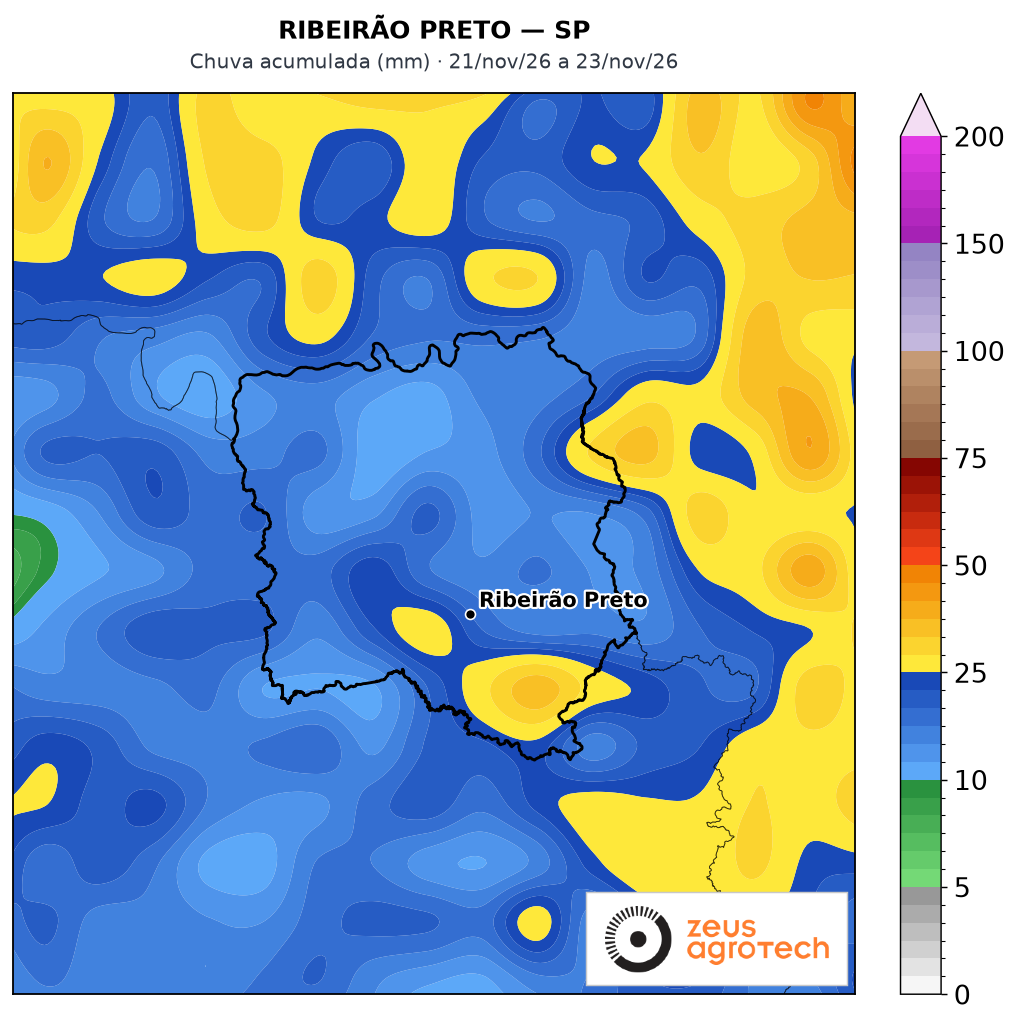 RIBEIRÃO PRETO — SP
Chuva acumulada (mm) · 21/nov/26 a 23/nov/26
200
150
100
75
50
25
10
5
0
Ribeirão Preto
zeus
agrotech